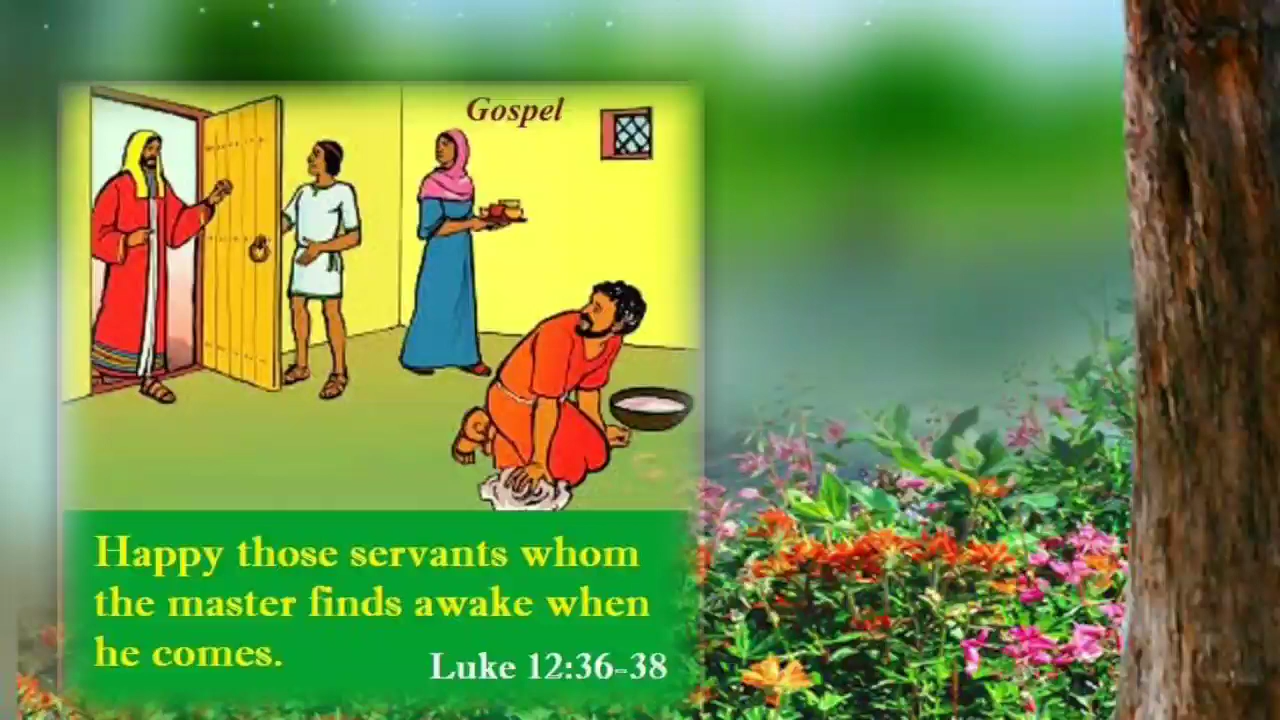 Gospel
Happy those servants whom
the master finds awake when
he comes.
Luke 12:36-38